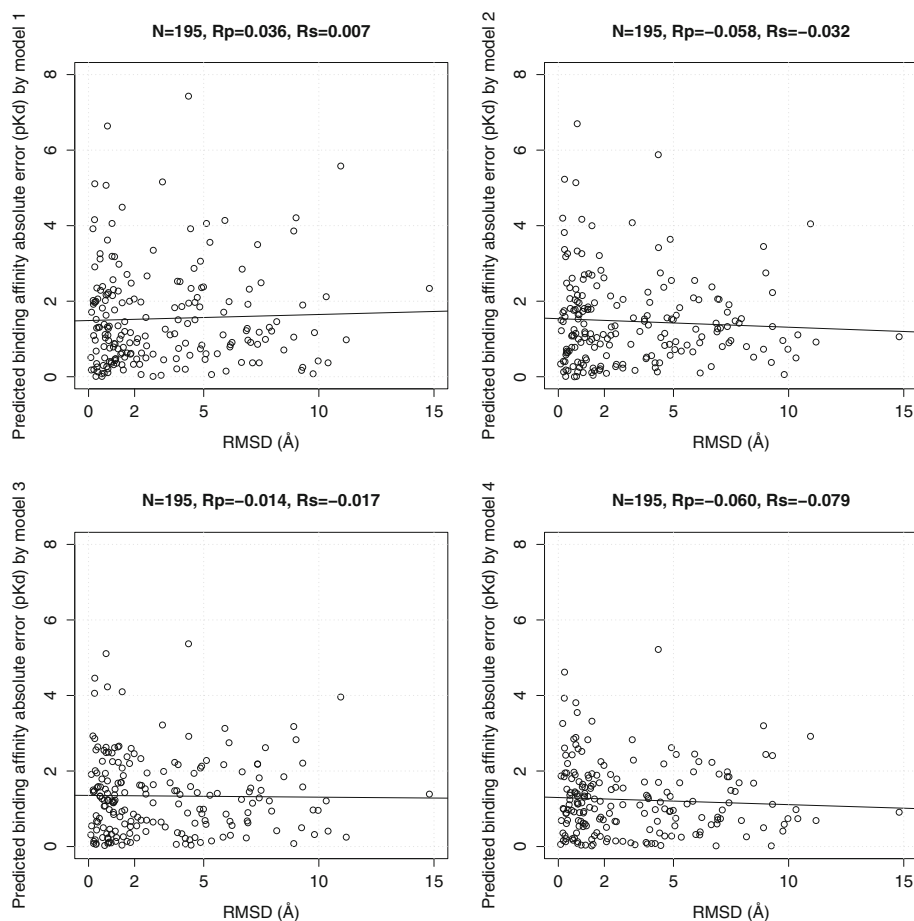 N=195, Rp=0.036, Rs=0.007
Predicted binding affinity absolute error (pKd) by model 1
8
6
4
2
0
0 2 5 10 15
RMSD (Å)
N=195, Rp=−0.058, Rs=−0.032
Predicted binding affinity absolute error (pKd) by model 2
8
6
4
2
0
0 2 5 10 15
RMSD (Å)
N=195, Rp=−0.014, Rs=−0.017
Predicted binding affinity absolute error (pKd) by model 3
8
6
4
2
0
0 2 5 10 15
RMSD (Å)
N=195, Rp=−0.060, Rs=−0.079
Predicted binding affinity absolute error (pKd) by model 4
8
6
4
2
0
0 2 5 10 15
RMSD (Å)